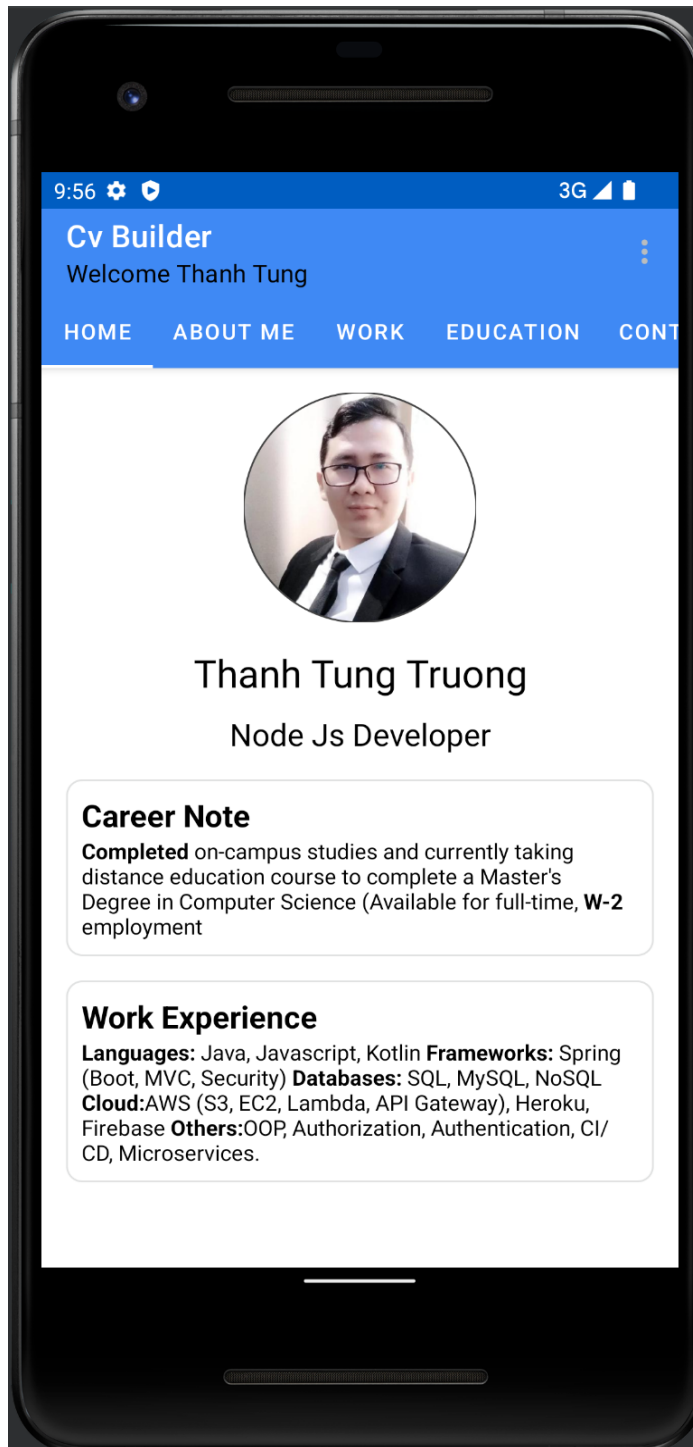 9:56
3G
Cv Builder
Welcome Thanh Tung
HOME ABOUT ME WORK EDUCATION CONT
Thanh Tung Truong
Node Js Developer
Career Note
Completed on-campus studies and currently taking
distance education course to complete a Master's
Degree in Computer Science (Available for full-time, W-2
employment
Work Experience
Languages: Java, Javascript, Kotlin Frameworks: Spring
(Boot, MVC, Security) Databases: SQL, MySQL, NoSQL
Cloud:AWS (S3, EC2, Lambda, API Gateway), Heroku,
Firebase Others:OOP, Authorization, Authentication, CI/
CD, Microservices.